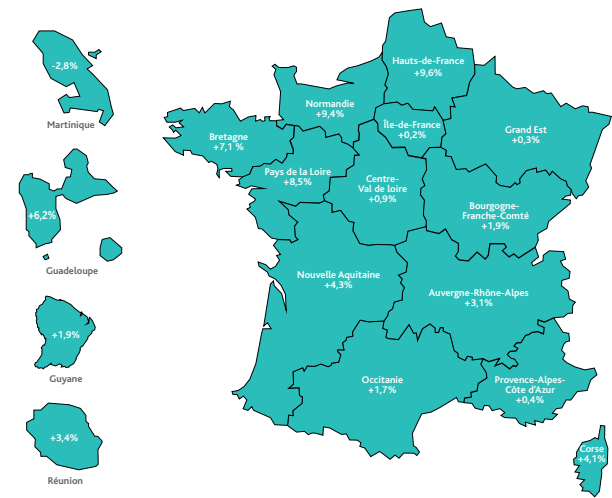 -2,8%
Martinique
+6,2%
Guadeloupe
+1,9%
Guyane
+3,4%
Réunion
Hauts-de-France
+9,6%
Normandie
+9,4%
Île-de-France
+0,2%
Grand Est
+0,3%
Bretagne
+7,1 %
Pays de la Loire
+8,5%
Centre-
Val de loire
+0,9%
Bourgogne-
Franche-Comté
+1,9%
Nouvelle Aquitaine
+4,3%
Auvergne-Rhône-Alpes
+3,1%
Occitanie
+1,7%
Provence-Alpes-
Côte d'Azur
+0,4%
Corse
+4,1%